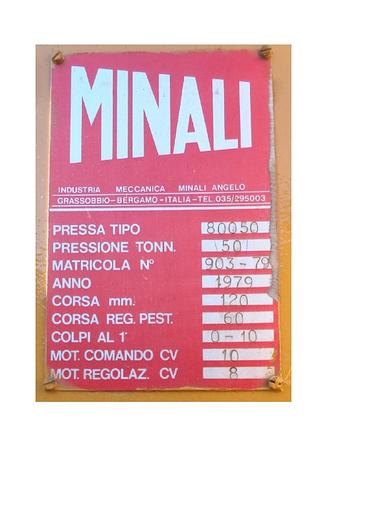 MINALI
INDUSTRIA MECCANICA MINALI ANGELO
GRASSOBBIO-BERGAMO-ITALIA-TEL.035/295003
PRESSA TIPO 80050
PRESSIONE TONN. 50
MATRICOLA Nº 903-79
ANNO 1979
CORSA mm. 120
CORSA REG. PEST. 60
COLPI AL 1' 0-10
MOT. COMANDO CV 10
MOT. REGOLAZ. CV 8